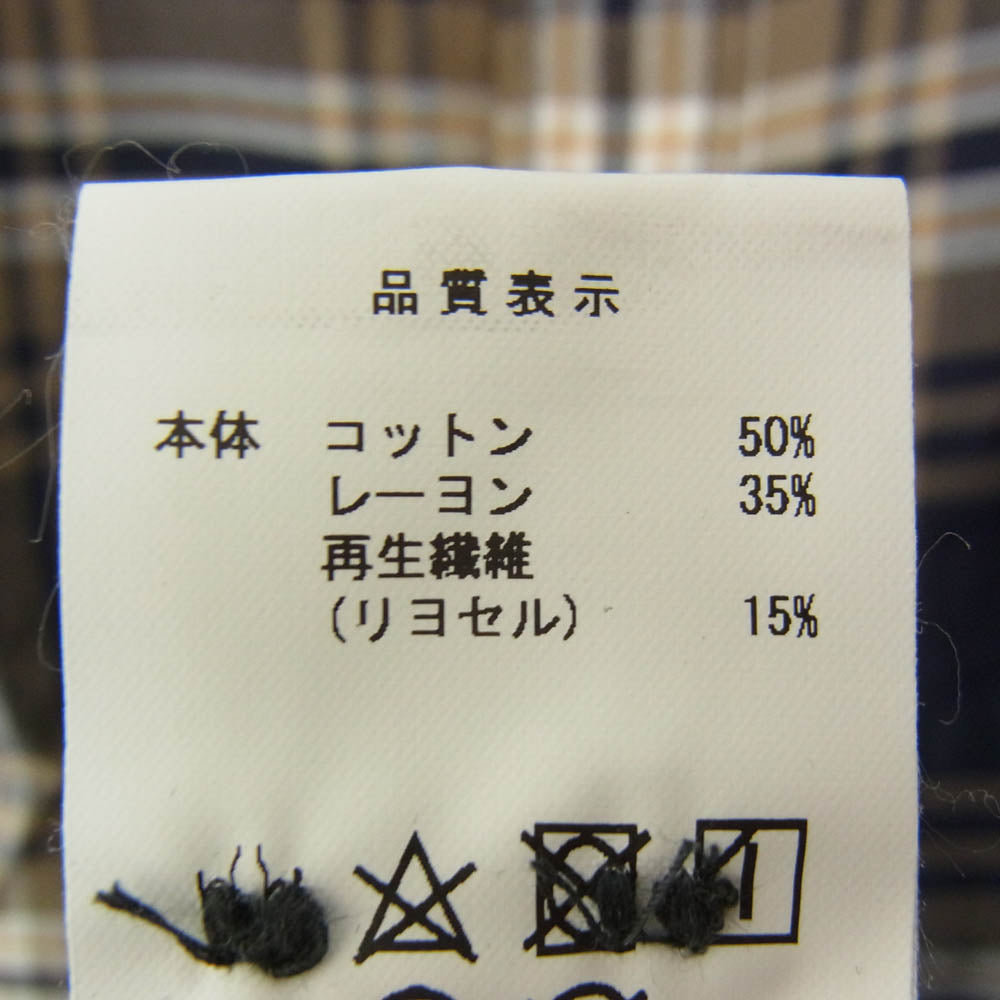 品質表示
本体 コットン 50%
レーヨン 35%
再生繊維
(リヨセル) 15%